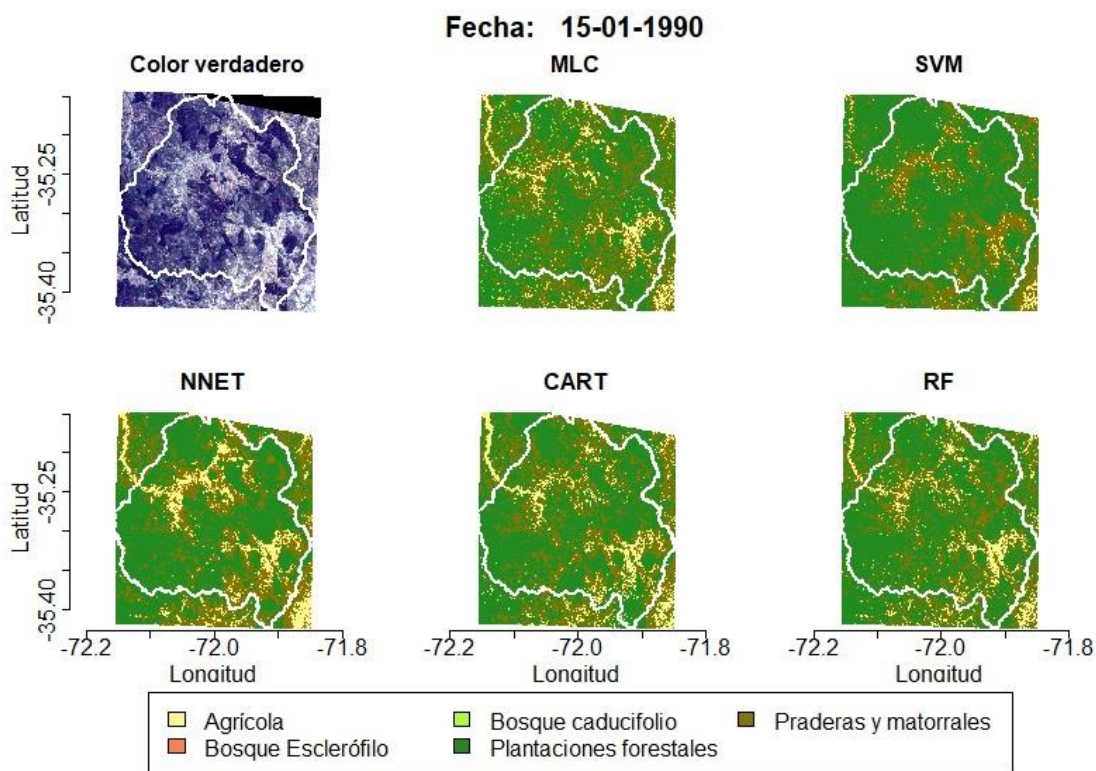 Fecha: 15-01-1990
Color verdadero MLC SVM
Latitud
-35.25
-35.40
NNET CART RF
Latitud
-35.25
-35.40
-72.2 -72.0 -71.8 -72.2 -72.0 -71.8 -72.2 -72.0 -71.8
Longitud Longitud Longitud
Agrícola Bosque caducifolio Praderas y matorrales
Bosque Esclerófilo Plantaciones forestales